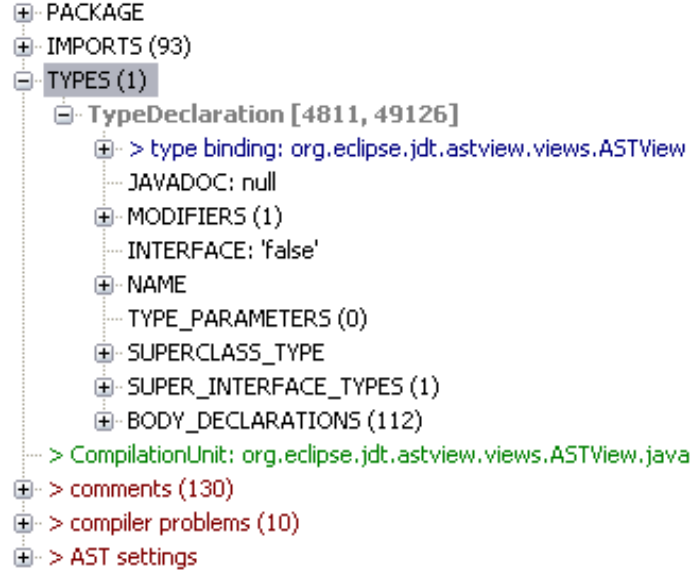 PACKAGE
IMPORTS (93)
TYPES (1)
TypeDeclaration [4811, 49126]
> type binding: org.eclipse.jdt.astview.views.ASTView
JAVADOC: null
MODIFIERS (1)
INTERFACE: 'false'
NAME
TYPE_PARAMETERS (0)
SUPERCLASS_TYPE
SUPER_INTERFACE_TYPES (1)
BODY_DECLARATIONS (112)
> CompilationUnit: org.eclipse.jdt.astview.views.ASTView.java
> comments (130)
> compiler problems (10)
> AST settings